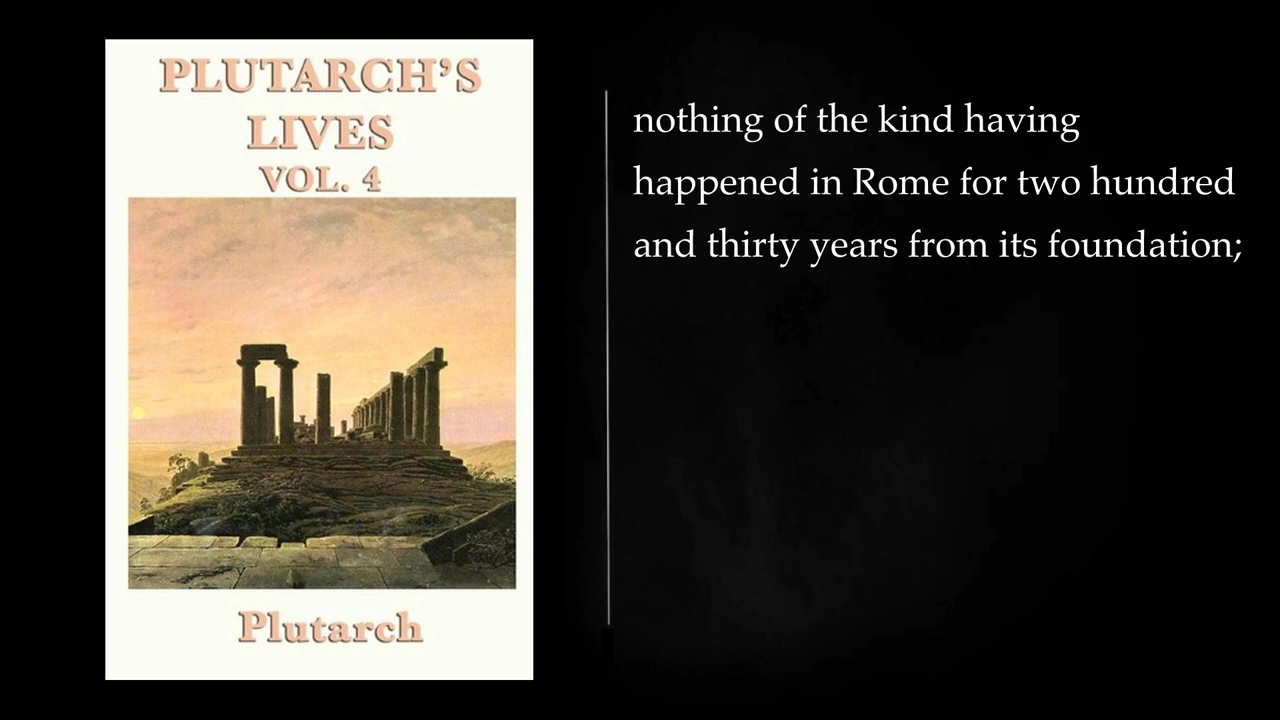 PLUTARCH'S
LIVES
VOL. 4
Plutarch
nothing of the kind having
happened in Rome for two hundred
and thirty years from its foundation;